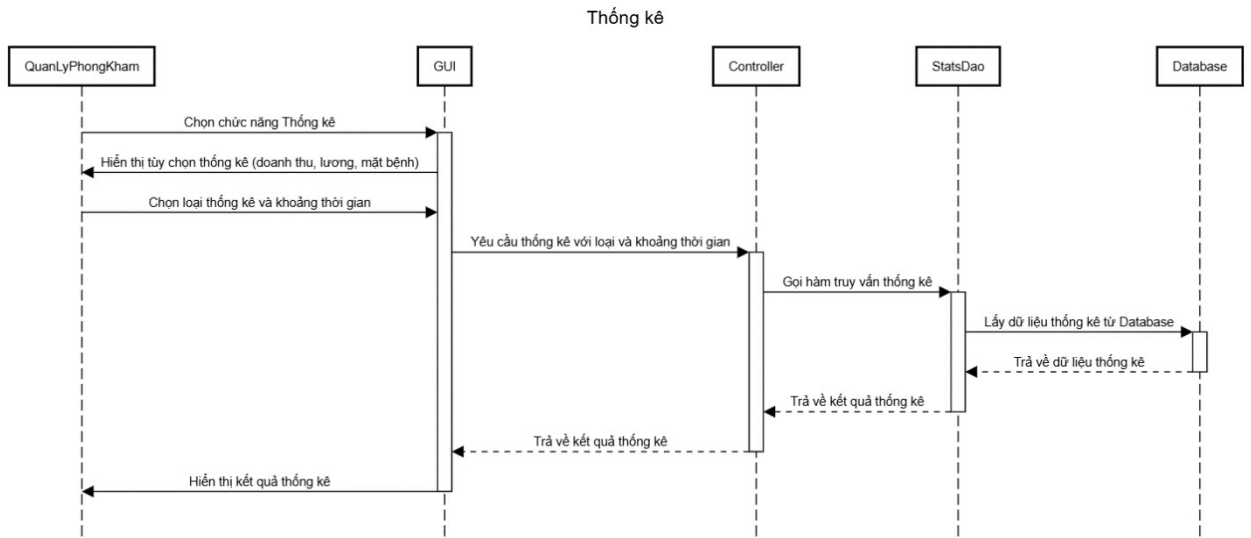 Thống kê
QuanLyPhongKham
GUI
Controller
StatsDao
Database
Chọn chức năng Thống kê
Hiển thị tùy chọn thống kê (doanh thu, lương, mặt bệnh)
Chọn loại thống kê và khoảng thời gian
Yêu cầu thống kê với loại và khoảng thời gian
Gọi hàm truy vấn thống kê
Lấy dữ liệu thống kê từ Database
Trả về dữ liệu thống kê
Trả về kết quả thống kê
Trả về kết quả thống kê
Hiển thị kết quả thống kê